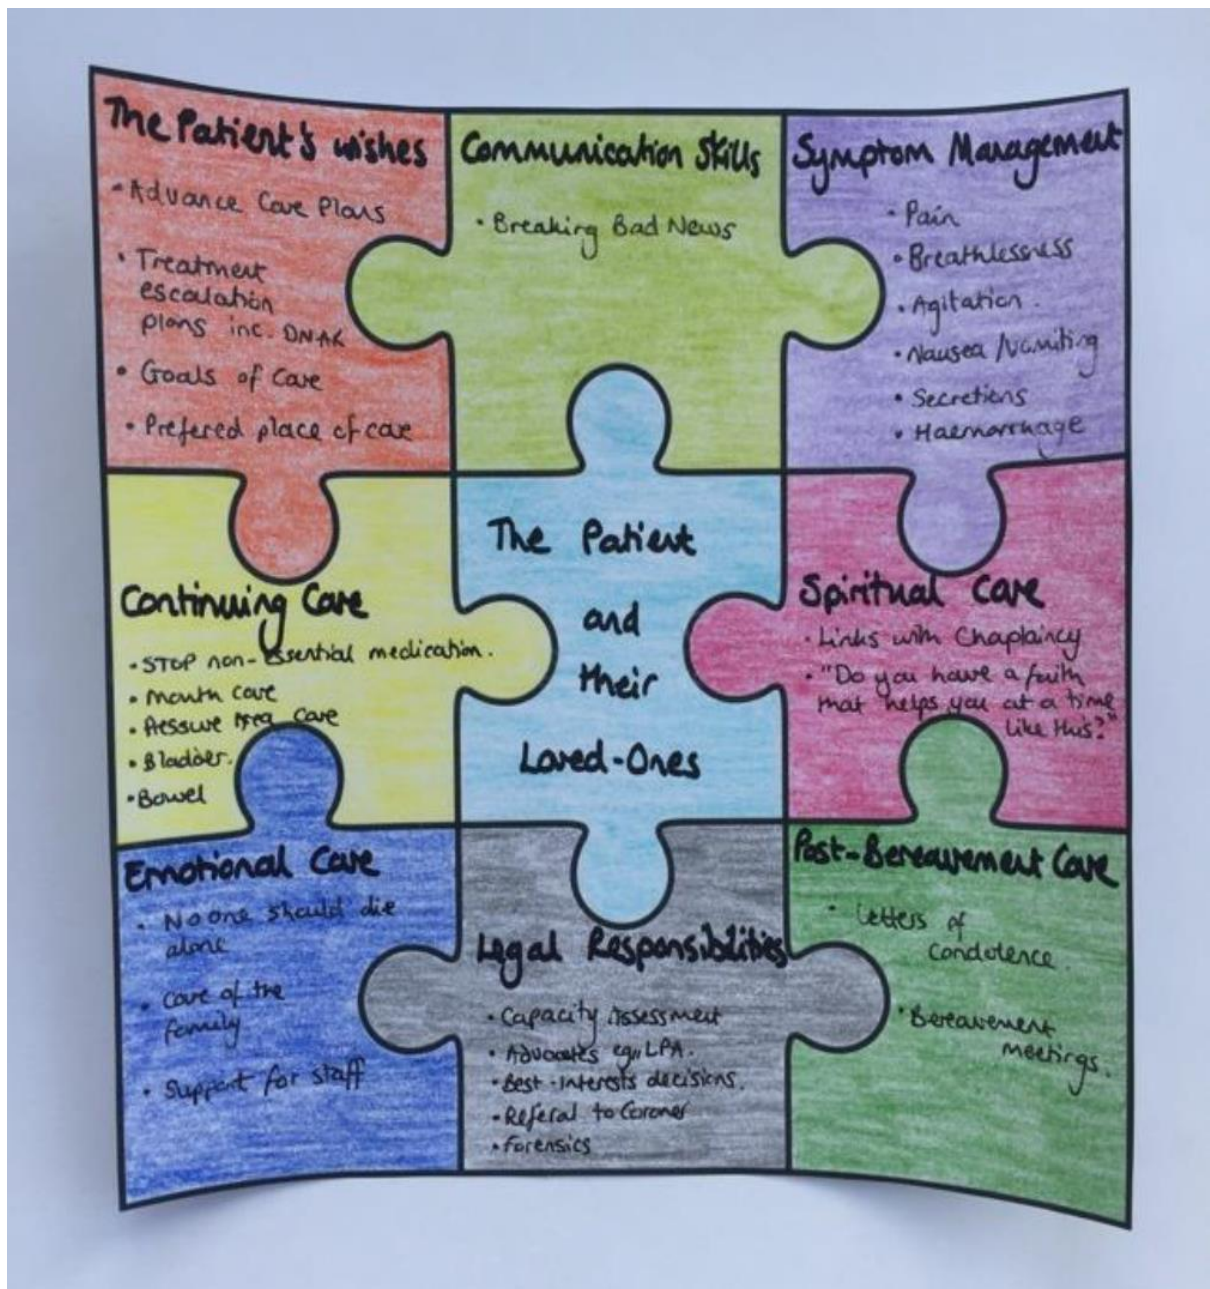 The Patient's wishes
• Advance Care Plans
• Treatment
escalation
plans inc. DNAR
• Goals of Care
• Prefered place of care
Communication Skills
• Breaking Bad News
Symptom Management
• Pain
• Breathlessness
• Agitation.
• Nausea /Vomiting
• Secretions
• Haemorrhage
Continuing Care
• STOP non-essential medication.
• Mouth care
• Pressure Area Care
• Bladder.
• Bowel
The Patient
and
their
Loved-Ones
Spiritual Care
• Links with Chaplaincy
• "Do you have a faith
that helps you at a time
like this?"
Emotional Care
• No one should die
alone
• Care of the
family
• Support for staff
Legal Responsibilities
• Capacity Assessment
• Advocates eg,, LPA.
• Best-Interests decisions.
• Referal to Coroner
• Forensics
Post-Bereavement Care
• Letters of
Condolence.
• Bereavement
meetings.